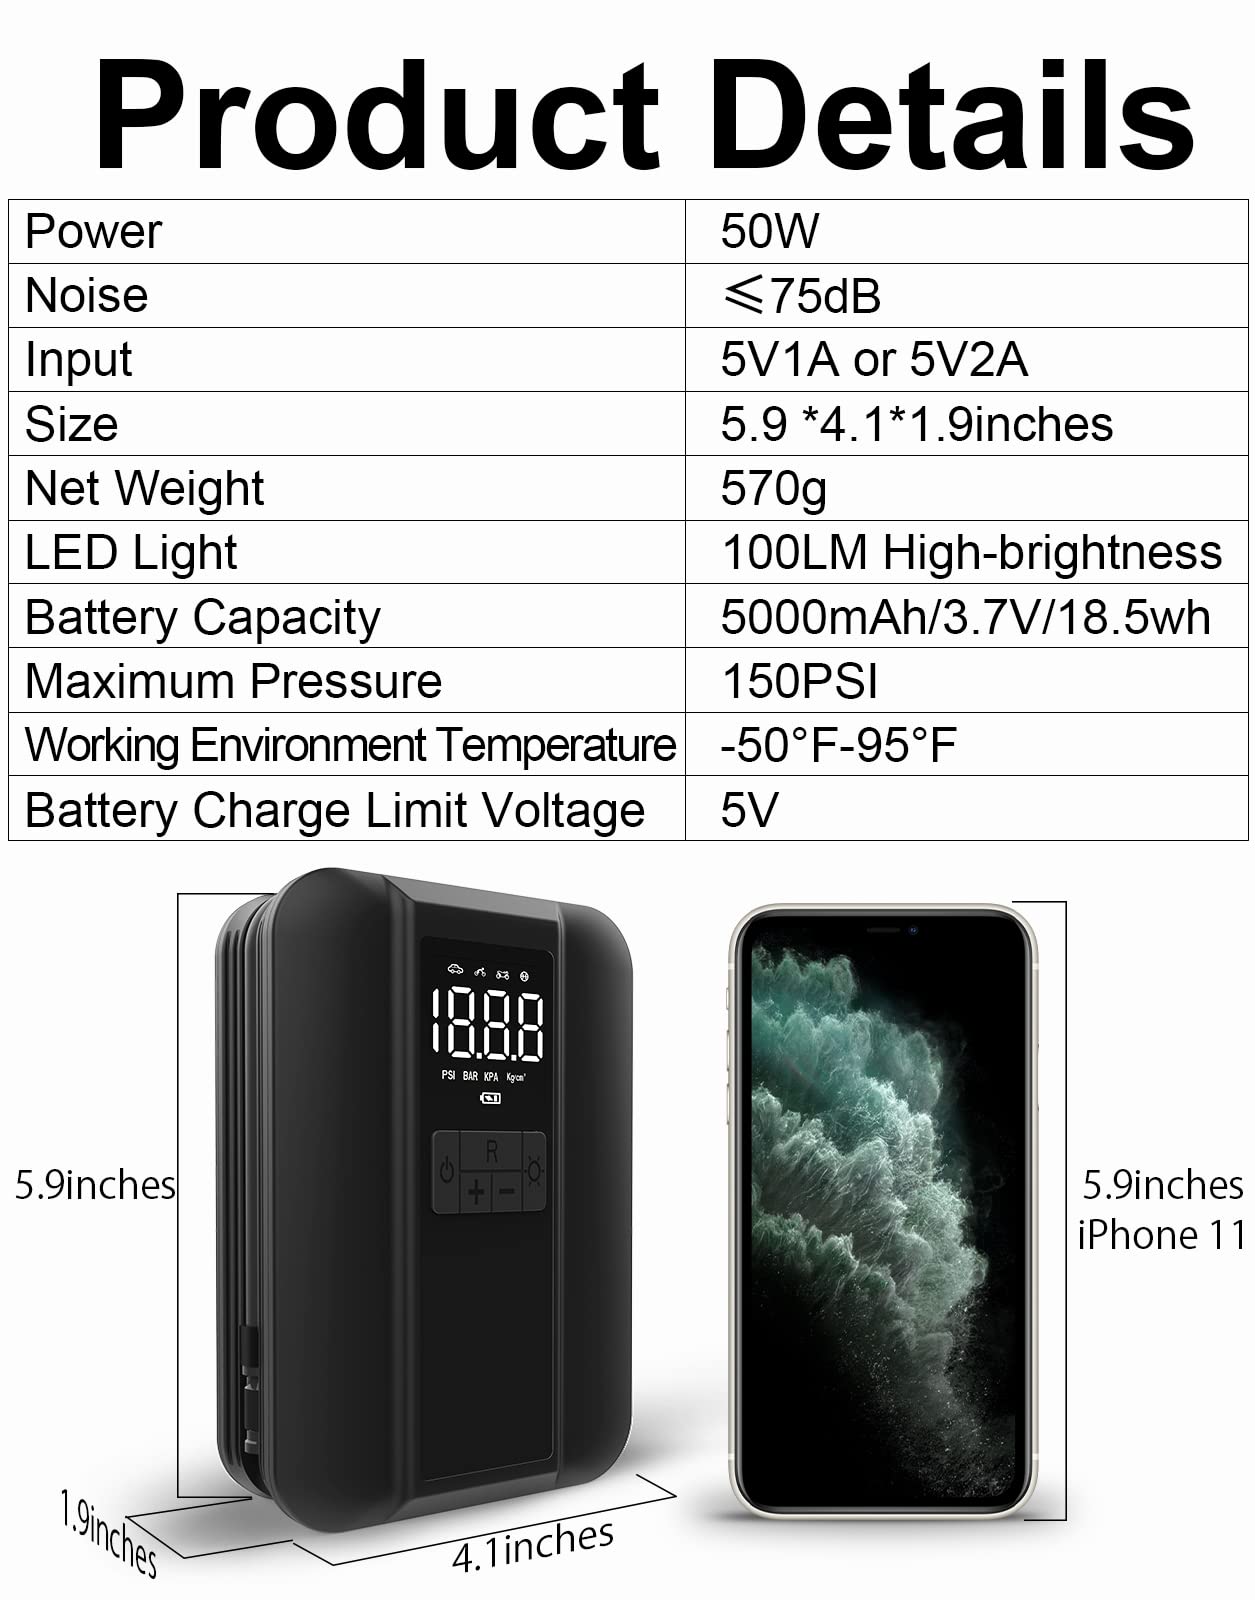 Product Details
Power 50W
Noise ⩽75dB
Input 5V1A or 5V2A
Size 5.9 *4.1*1.9inches
Net Weight 570g
LED Light 100LM High-brightness
Battery Capacity 5000mAh/3.7V/18.5wh
Maximum Pressure 150PSI
Working Environment Temperature -50°F-95°F
Battery Charge Limit Voltage 5V
18.8.8
PSI BAR KPA Kg/cm²
R
+ −
5.9inches
1.9inches
4.1inches
5.9inches
iPhone 11